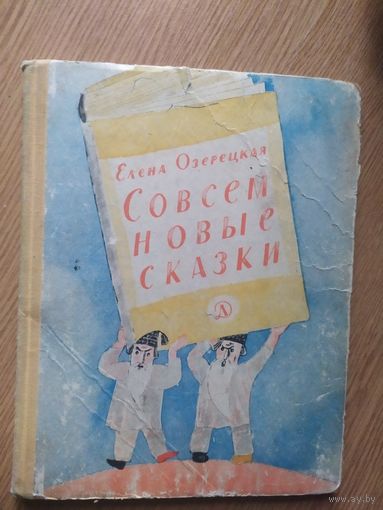 Елена Озерецкая
Совсем
новые
сказки
Д
www.ay.by